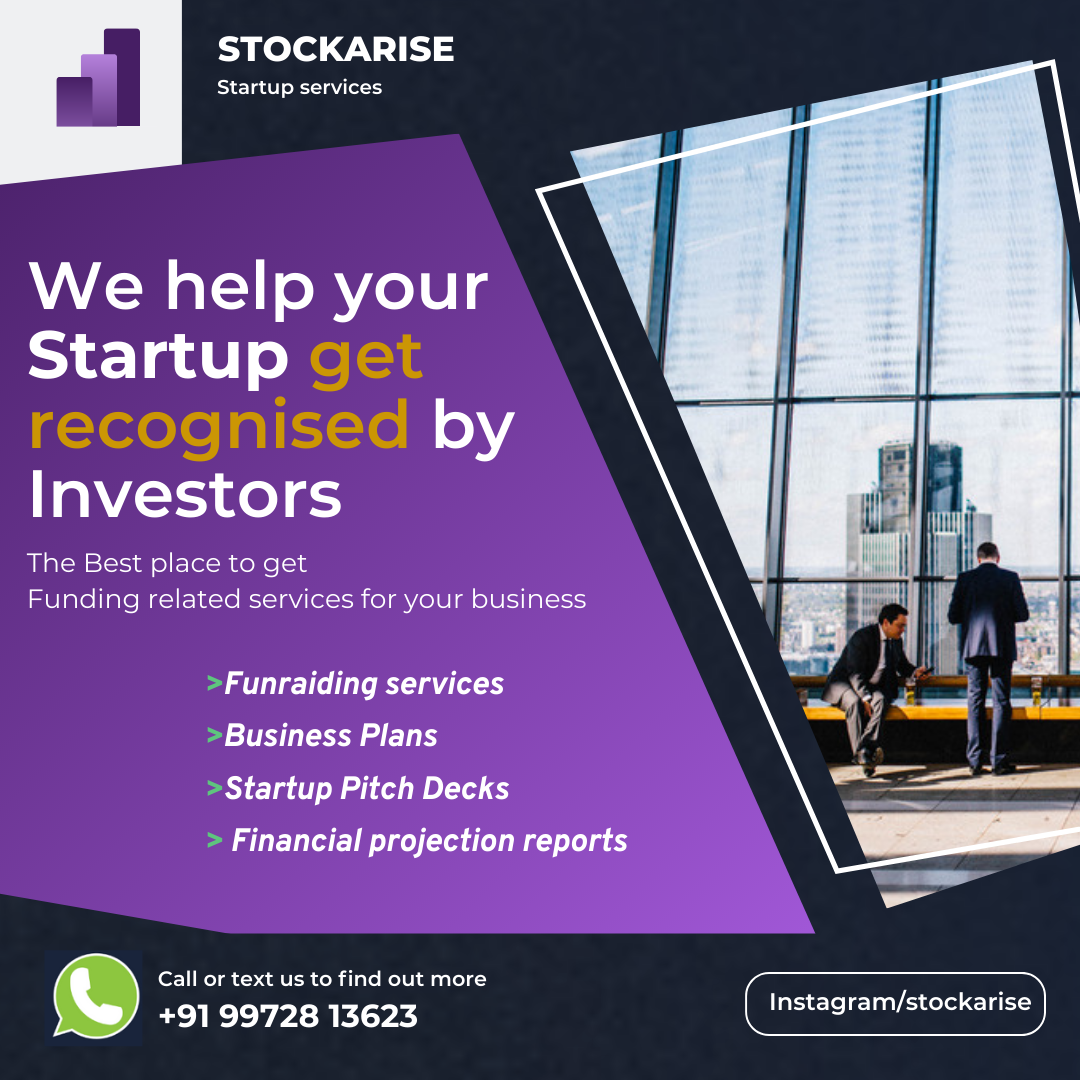 STOCKARISE
Startup services
We help your
Startup get
recognised by
Investors
The Best place to get
Funding related services for your business
>Funraiding services
>Business Plans
>Startup Pitch Decks
> Financial projection reports
Call or text us to find out more
+91 99728 13623
Instagram/stockarise